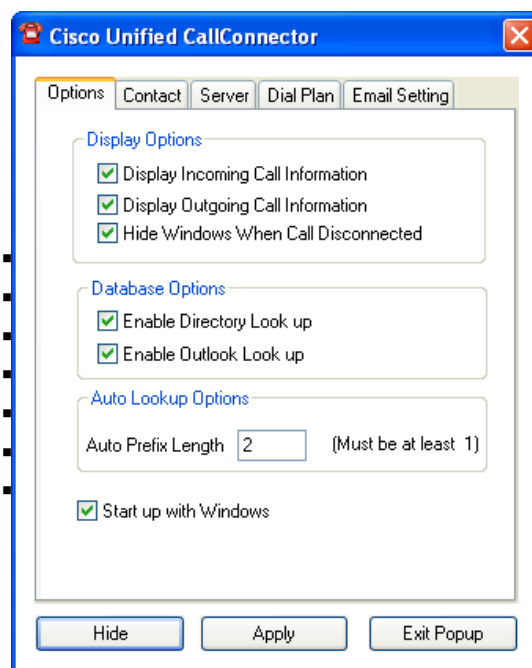 Cisco Unified CallConnector
Options Contact Server Dial Plan Email Setting
Display Options
Display Incoming Call Information
Display Outgoing Call Information
Hide Windows When Call Disconnected
Database Options
Enable Directory Look up
Enable Outlook Look up
Auto Lookup Options
Auto Prefix Length 2 (Must be at least 1)
Start up with Windows
Hide Apply Exit Popup